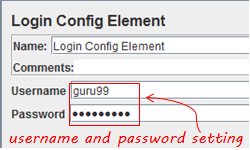 Login Config Element
Name: Login Config Element
Comments:
Username guru99
Password •••••••••
username and password setting